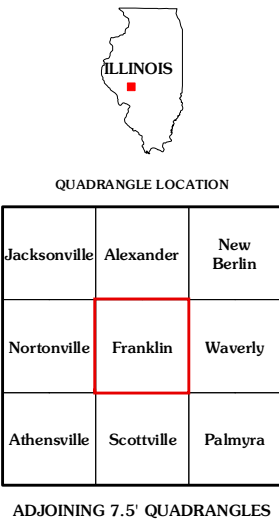 ILLINOIS
QUADRANGLE LOCATION
Jacksonville Alexander New Berlin
Nortonville Franklin Waverly
Athensville Scottville Palmyra
ADJOINING 7.5' QUADRANGLES